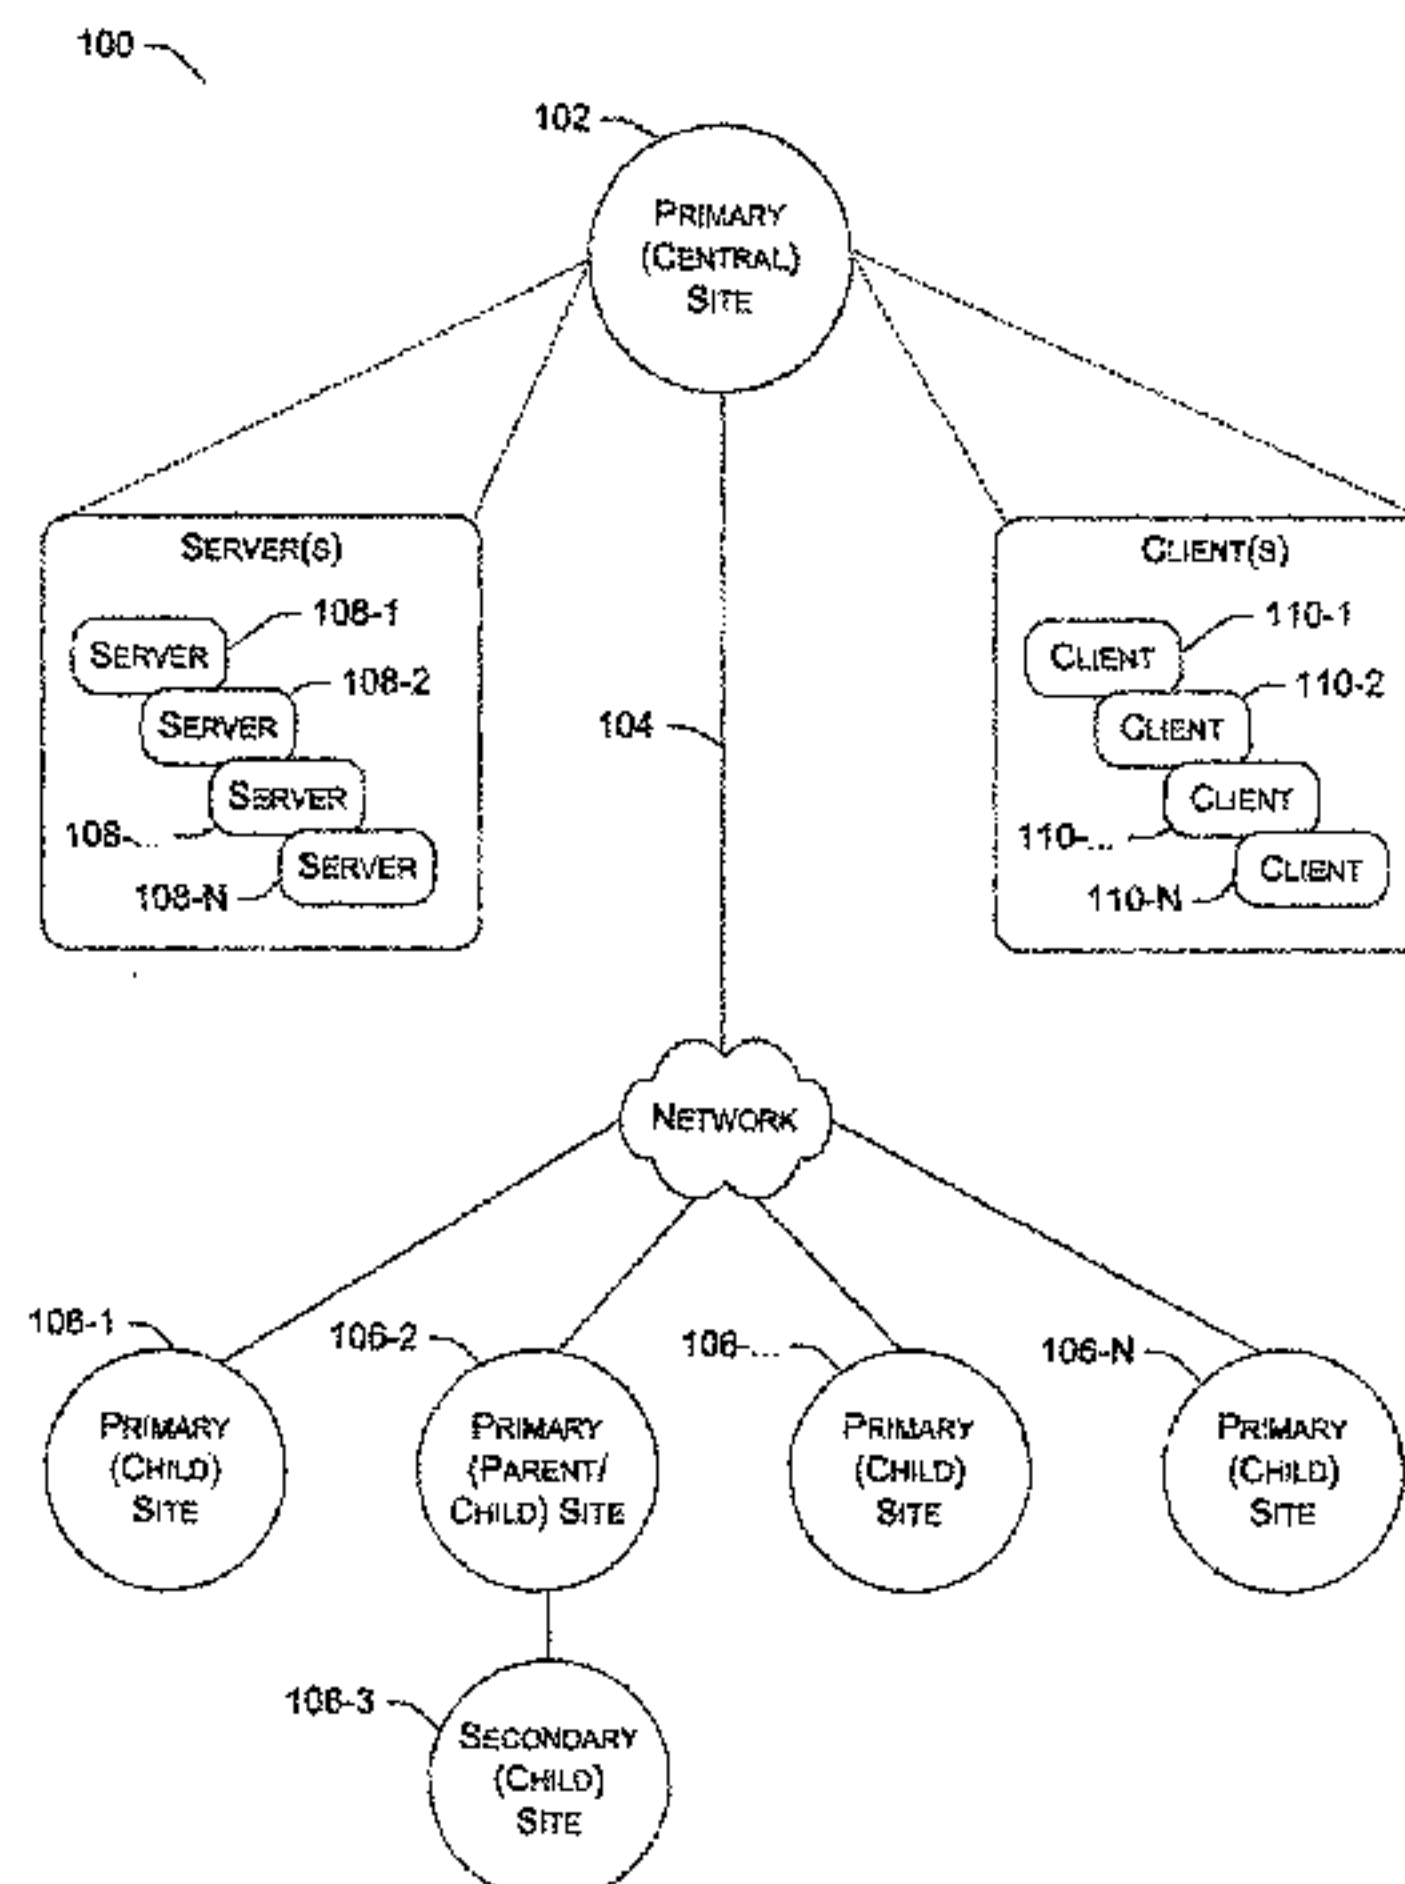 100
102
PRIMARY
(CENTRAL)
SITE
SERVER(S)
108-1
SERVER
108-2
SERVER
SERVER
108-...
SERVER
108-N
104
CLIENT(S)
110-1
CLIENT
110-2
CLIENT
CLIENT
110-...
CLIENT
110-N
NETWORK
106-1
PRIMARY
(CHILD)
SITE
106-2
PRIMARY
(PARENT/
CHILD) SITE
106-...
PRIMARY
(CHILD)
SITE
106-N
PRIMARY
(CHILD)
SITE
106-3
SECONDARY
(CHILD)
SITE